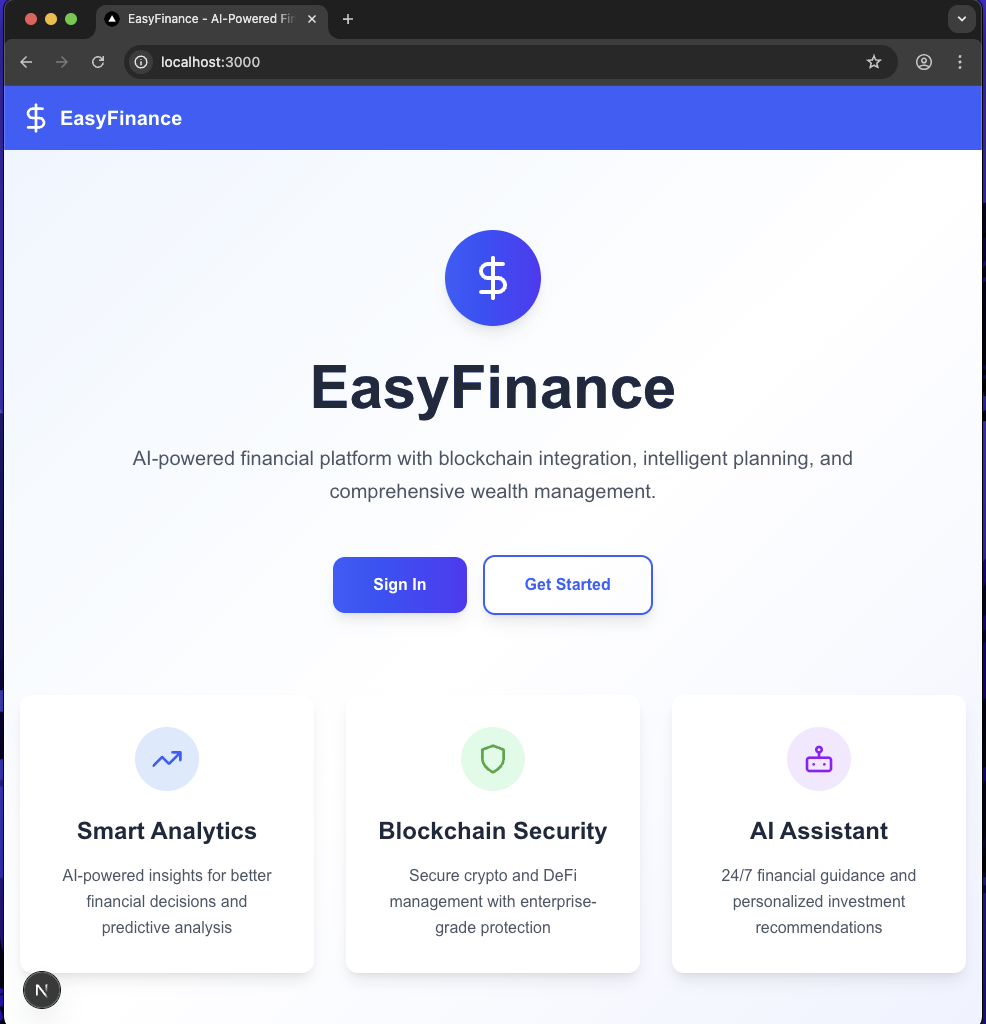 EasyFinance - AI-Powered Fin
localhost:3000
EasyFinance
EasyFinance
AI-powered financial platform with blockchain integration, intelligent planning, and
comprehensive wealth management.
Sign In
Get Started
Smart Analytics
AI-powered insights for better
financial decisions and
predictive analysis
Blockchain Security
Secure crypto and DeFi
management with enterprise-
grade protection
AI Assistant
24/7 financial guidance and
personalized investment
recommendations
N